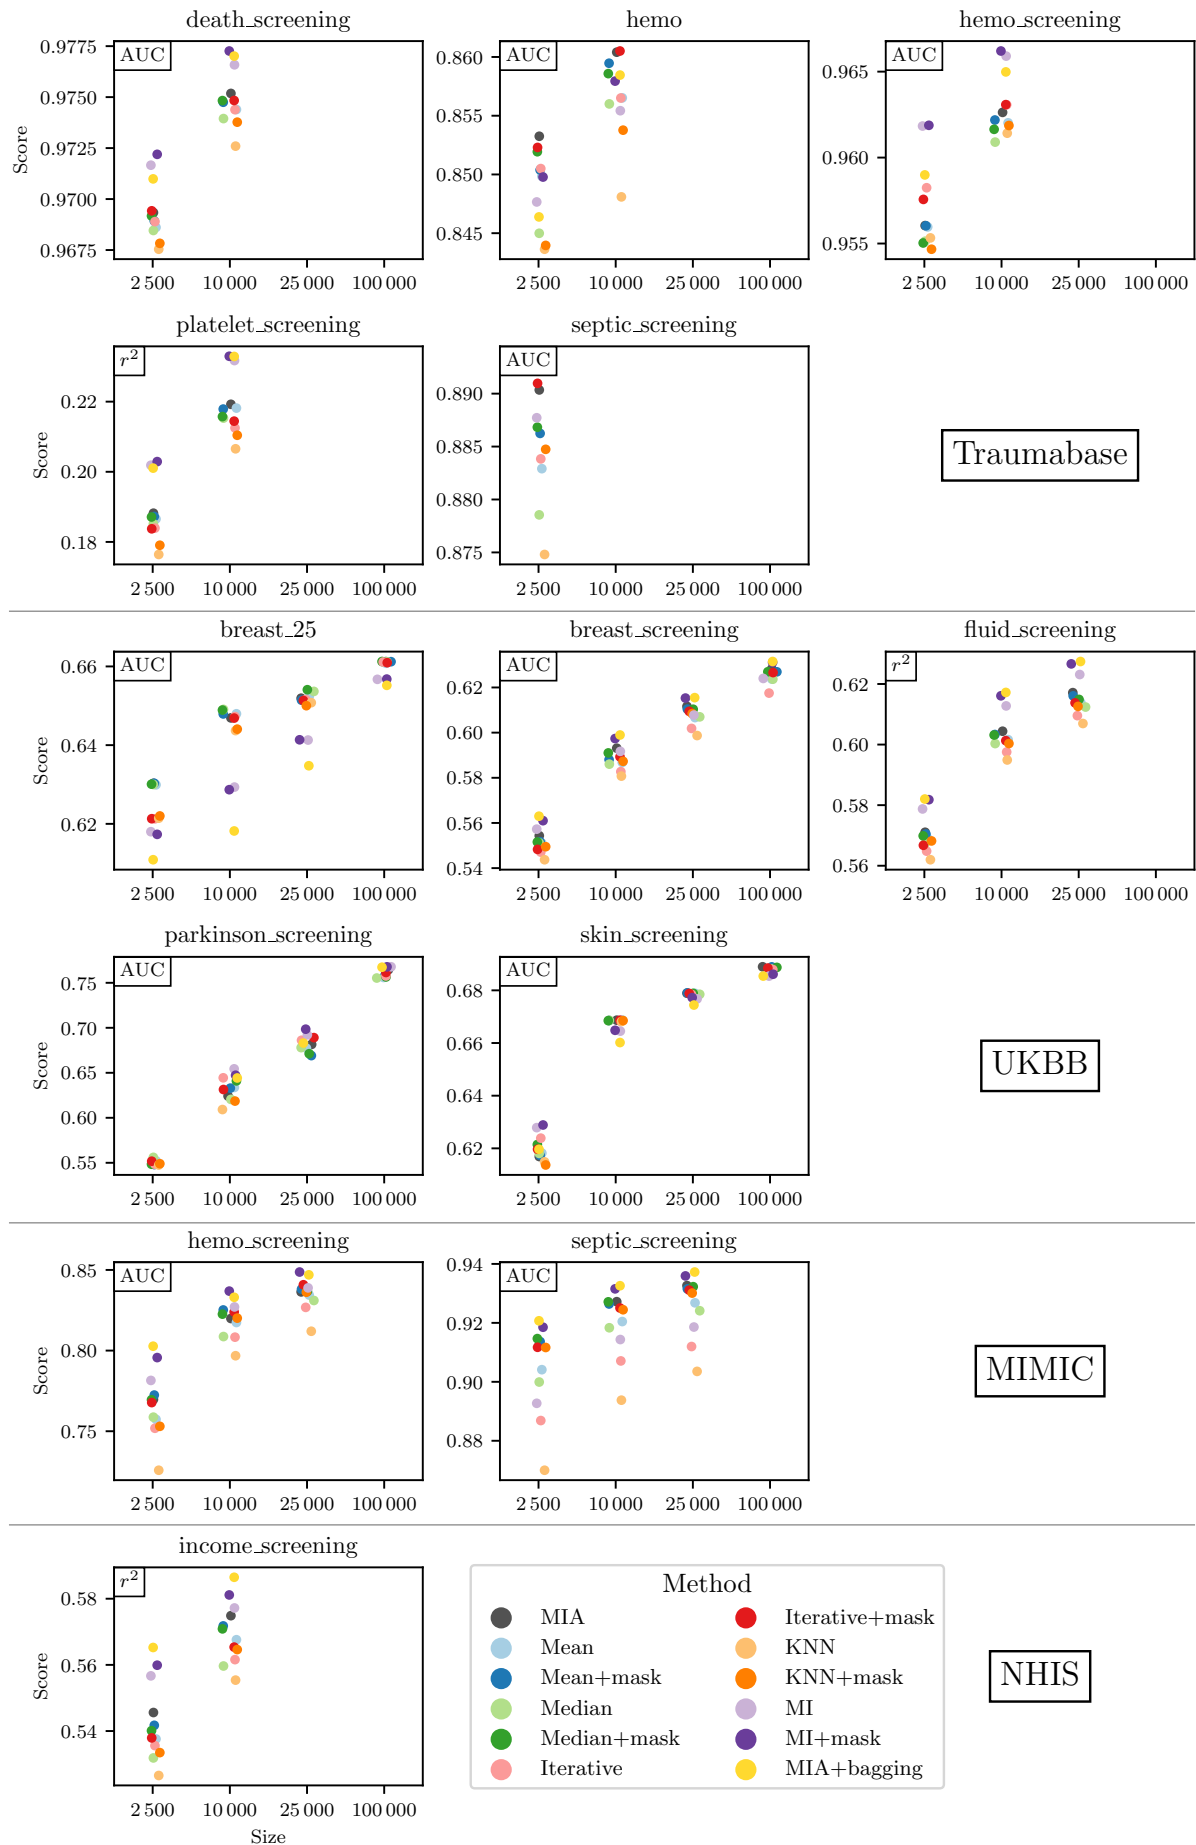 death_screening
hemo
hemo_screening
AUC
AUC
AUC
0.9775
0.9750
0.9725
0.9700
0.9675
0.860
0.855
0.850
0.845
0.965
0.960
0.955
Score
2 500 10 000 25 000 100 000
2 500 10 000 25 000 100 000
2 500 10 000 25 000 100 000
platelet_screening
septic_screening
r²
AUC
0.22
0.20
0.18
0.890
0.885
0.880
0.875
Score
Traumabase
2 500 10 000 25 000 100 000
2 500 10 000 25 000 100 000
breast_25
breast_screening
fluid_screening
AUC
AUC
r²
0.66
0.64
0.62
0.62
0.60
0.58
0.56
0.54
0.62
0.60
0.58
0.56
Score
2 500 10 000 25 000 100 000
2 500 10 000 25 000 100 000
2 500 10 000 25 000 100 000
parkinson_screening
skin_screening
AUC
AUC
0.75
0.70
0.65
0.60
0.55
0.68
0.66
0.64
0.62
Score
UKBB
2 500 10 000 25 000 100 000
2 500 10 000 25 000 100 000
hemo_screening
septic_screening
AUC
AUC
0.85
0.80
0.75
0.94
0.92
0.90
0.88
Score
MIMIC
2 500 10 000 25 000 100 000
2 500 10 000 25 000 100 000
income_screening
r²
0.58
0.56
0.54
Score
2 500 10 000 25 000 100 000
Size
Method
MIA
Mean
Mean+mask
Median
Median+mask
Iterative
Iterative+mask
KNN
KNN+mask
MI
MI+mask
MIA+bagging
NHIS